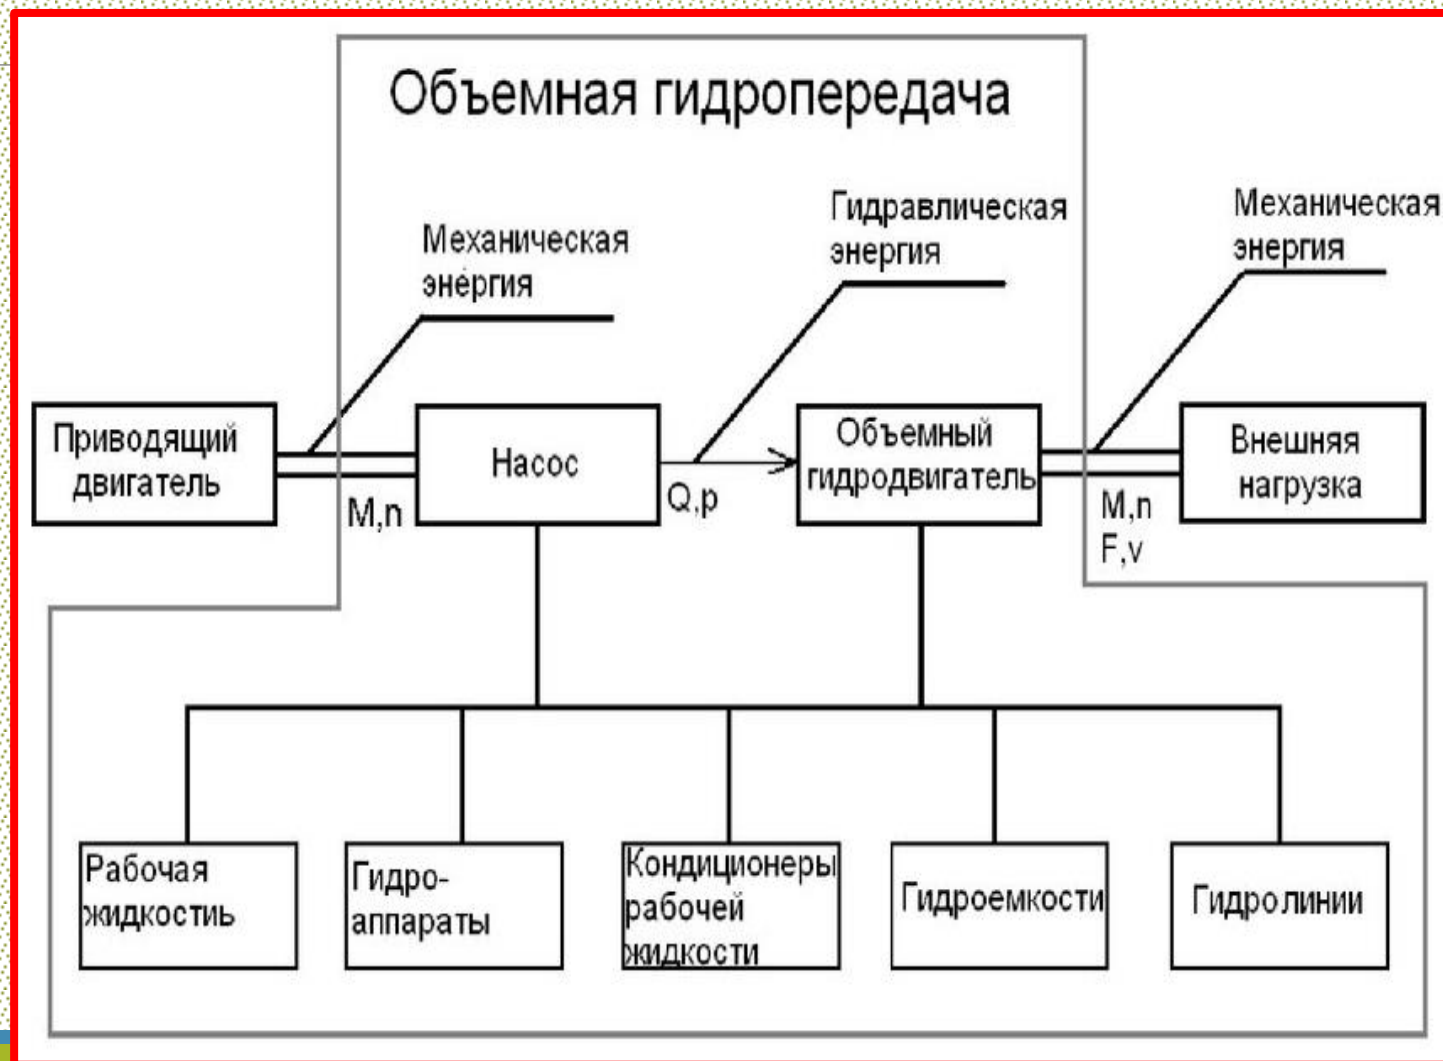 Объемная гидропередача
Механическая
энергия
Гидравлическая
энергия
Механическая
энергия
Приводящий
двигатель
M,n
Насос
Q,p
Объемный
гидродвигатель
M,n
F,v
Внешняя
нагрузка
Рабочая
жидкостиь
Гидро-
аппараты
Кондиционеры
рабочей
жидкости
Гидроемкости
Гидролинии